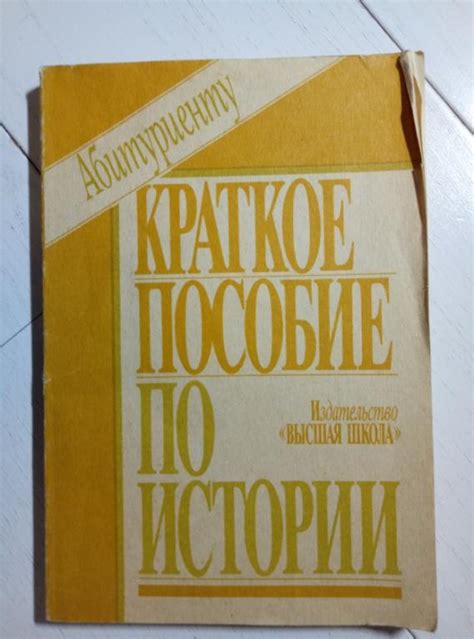 Абитуриенту
КРАТКОЕ
ПОСОБИЕ
ПО
Издательство
«ВЫСШАЯ ШКОЛА»
ИСТОРИИ